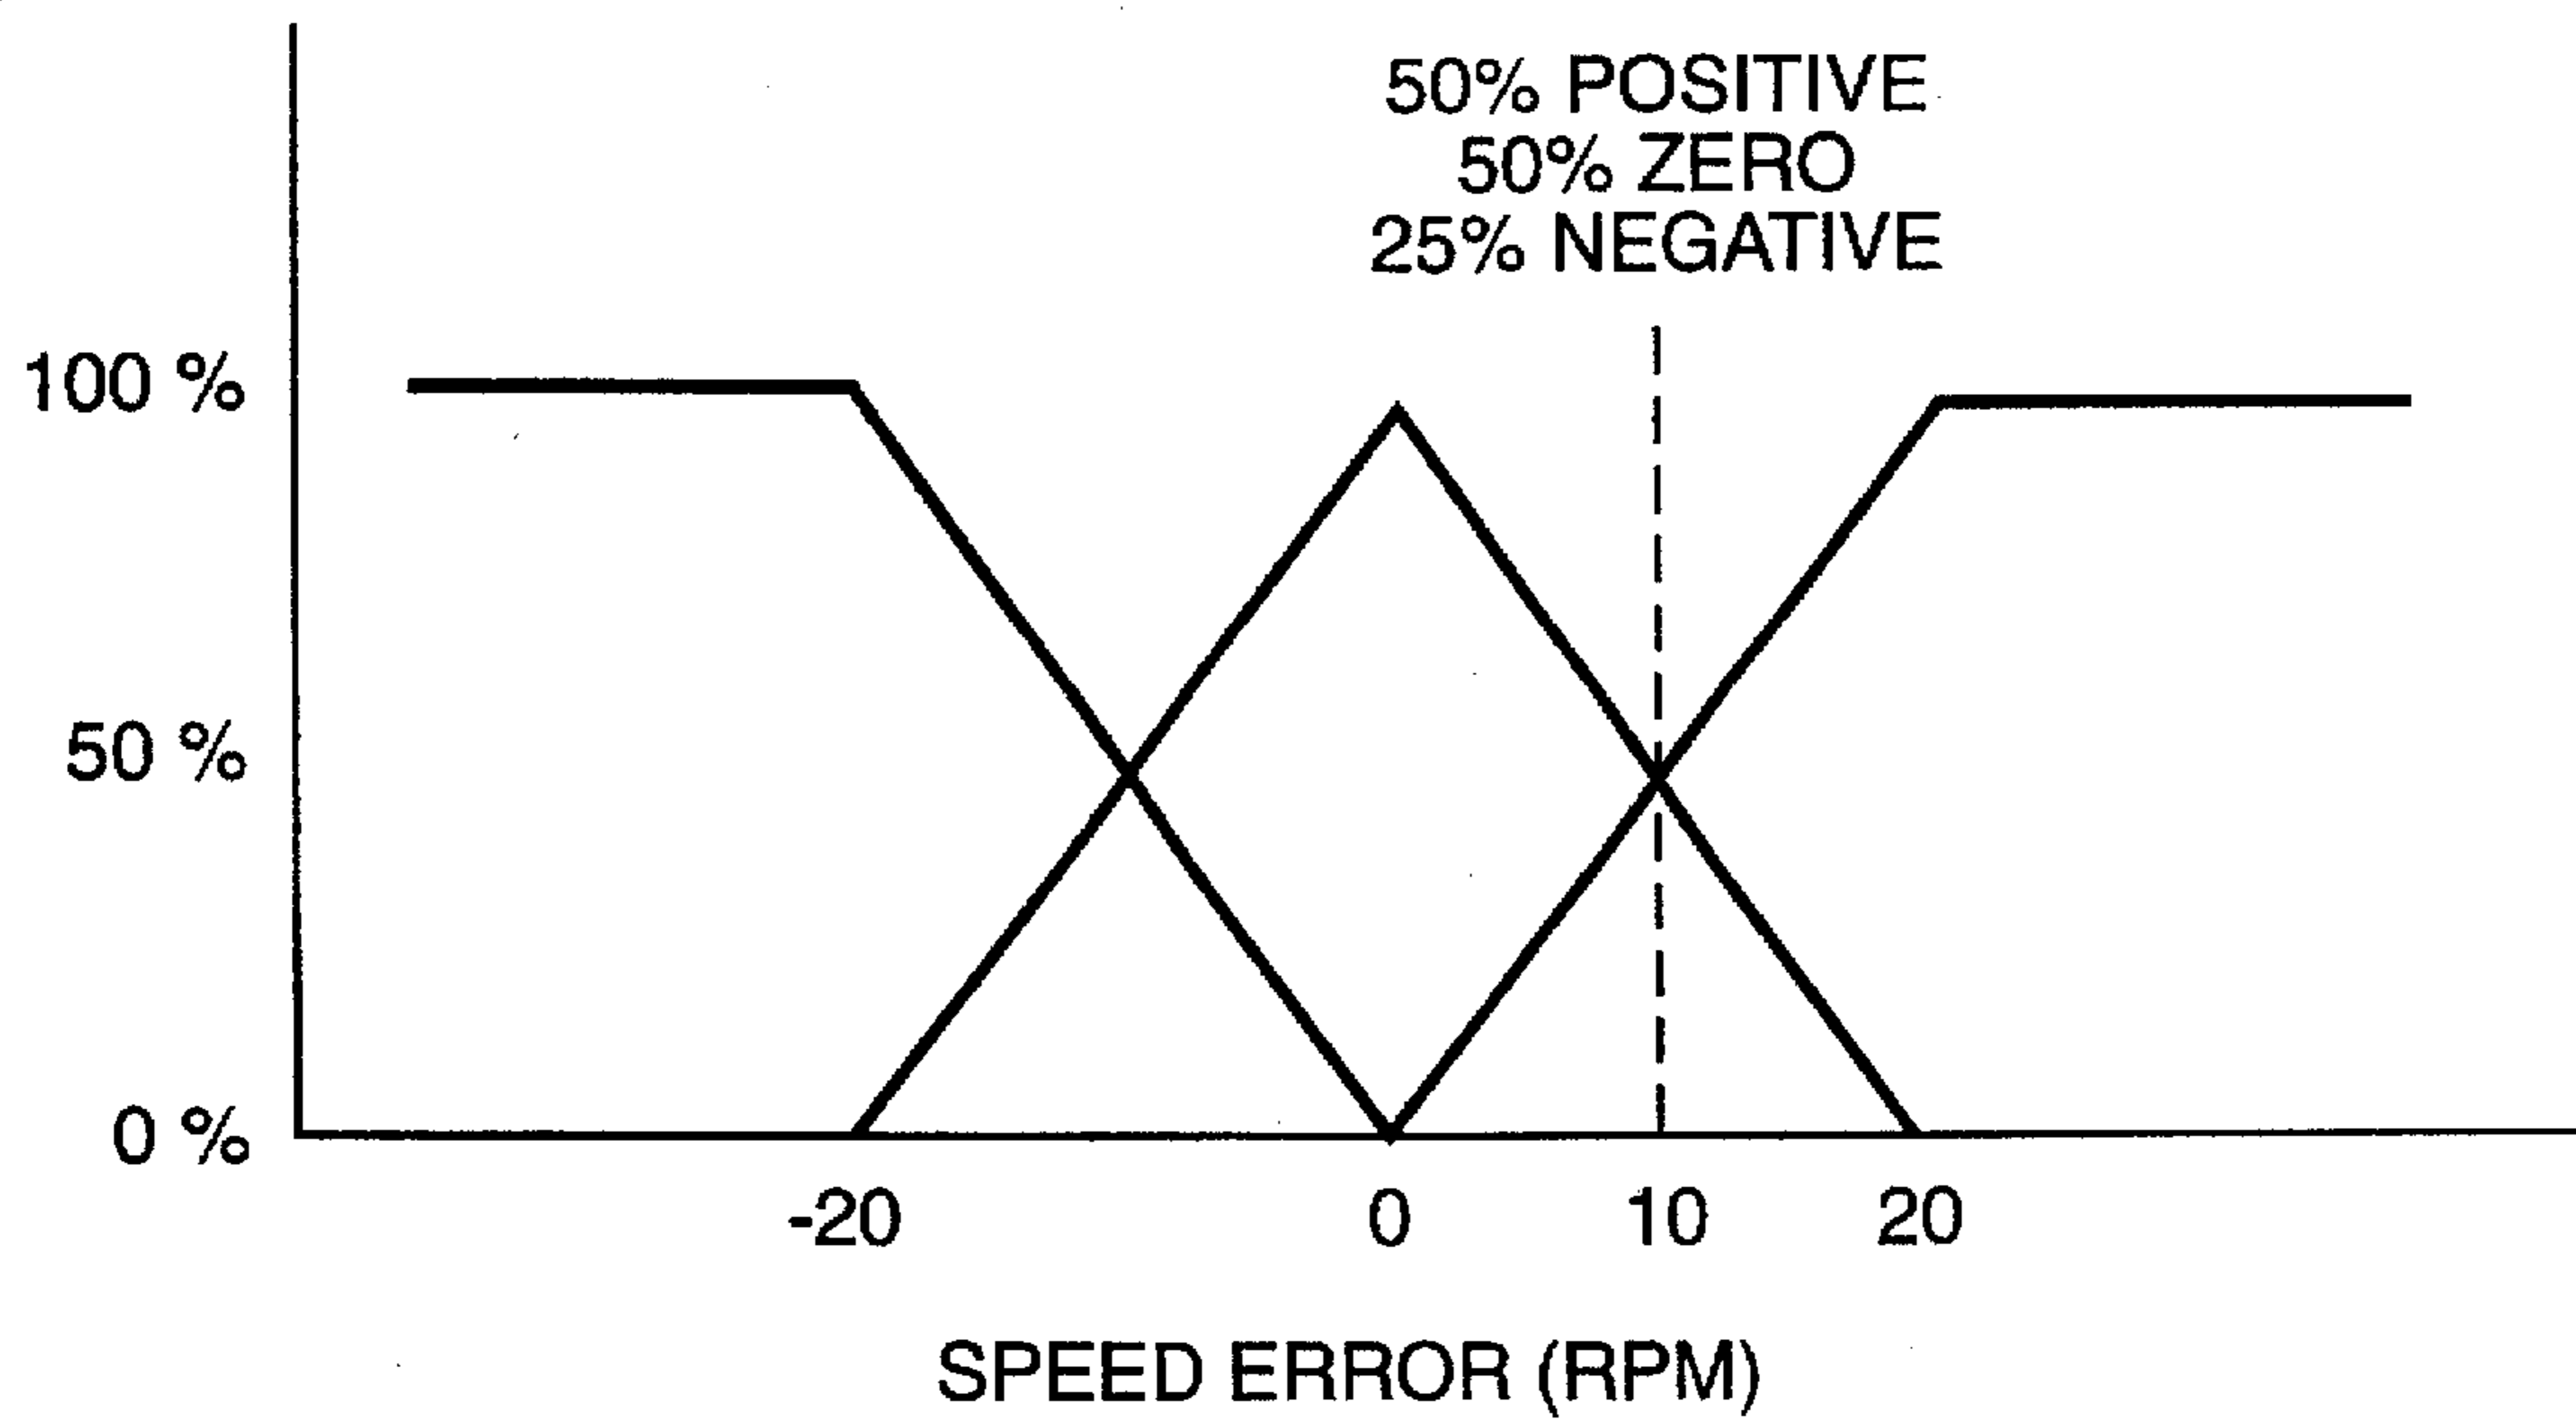 50% POSITIVE
50% ZERO
25% NEGATIVE
100 %
50 %
0 %
-20 0 10 20
SPEED ERROR (RPM)